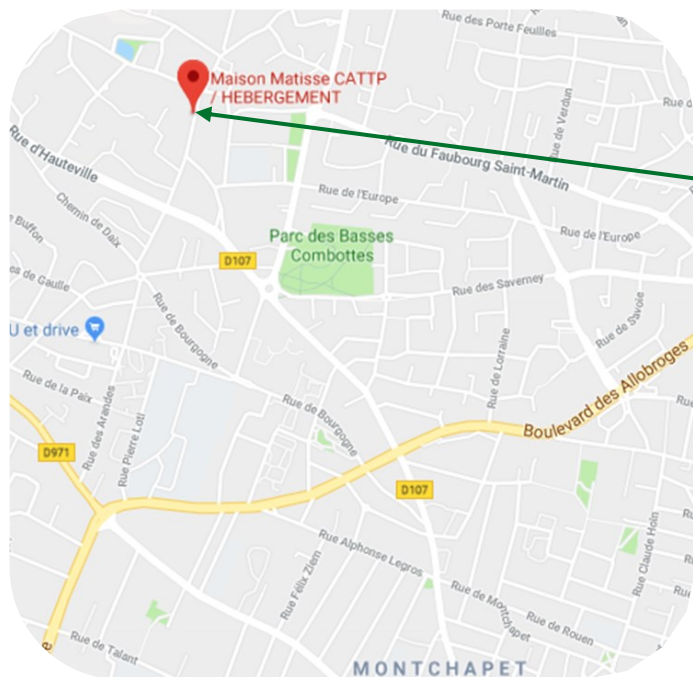 Rue des Porte Feuilles
Maison Matisse CATTP
/ HEBERGEMENT
Rue de Verdun
Rue d'Hauteville
Rue du Faubourg Saint-Martin
Rue de l'Europe
Chemin de Daix
Buffon
Rue de l'Europe
Parc des Basses
Combottes
D107
Rue des Saverney
es de Gaulle
Rue de Savoie
U et drive
Rue de Bourgogne
Rue de Lorraine
Boulevard des Allobroges
Rue de la Paix
Rue des Arandes
Rue Pierre Loti
Rue de Bourgogne
D971
D107
Rue Claude Hoin
Rue Alphonse Legros
Rue Félix Ziem
Rue de Montchapet
Rue de Rouen
Rue de Talant
MONTCHAPET